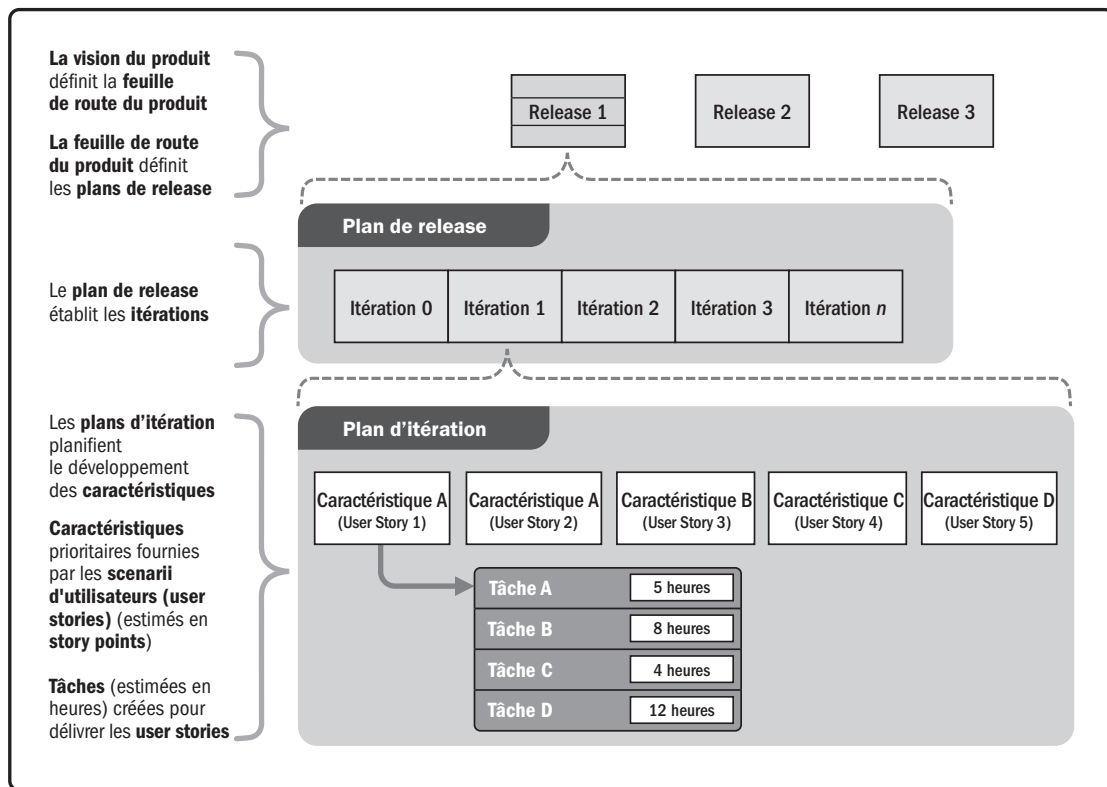 La vision du produit
définit la feuille
de route du produit
La feuille de route
du produit définit
les plans de release
Release 1
Release 2
Release 3
Plan de release
Le plan de release
établit les itérations
Itération 0
Itération 1
Itération 2
Itération 3
Itération n
Les plans d’itération
planifient
le développement
des caractéristiques
Caractéristiques
prioritaires fournies
par les scenarii
d'utilisateurs (user
stories) (estimés en
story points)
Tâches (estimées en
heures) créées pour
délivrer les user stories
Plan d’itération
Caractéristique A
(User Story 1)
Caractéristique A
(User Story 2)
Caractéristique B
(User Story 3)
Caractéristique C
(User Story 4)
Caractéristique D
(User Story 5)
Tâche A
5 heures
Tâche B
8 heures
Tâche C
4 heures
Tâche D
12 heures